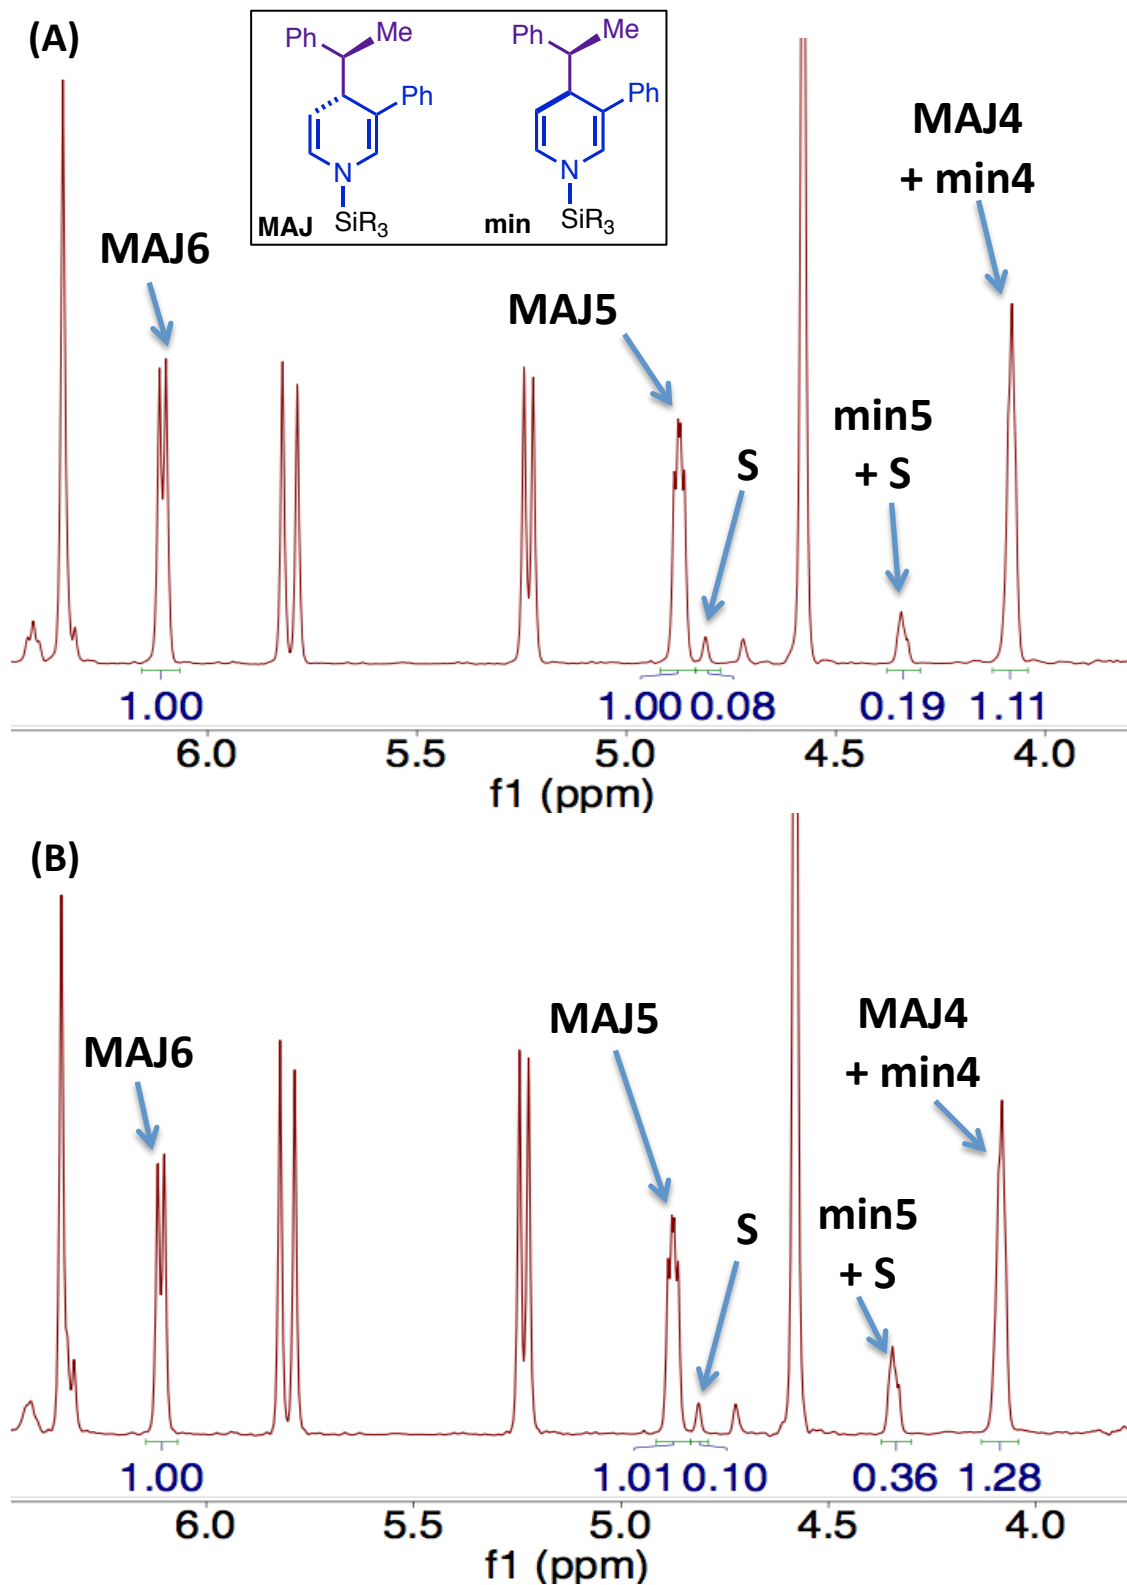 (A)
Ph
Me
Ph
N
SiR3
MAJ
Ph
Me
Ph
N
SiR3
min
MAJ6
MAJ5
S
min5
+ S
MAJ4
+ min4
1.00
1.00
0.08
0.19
1.11
6.0
5.5
5.0
4.5
4.0
f1 (ppm)
(B)
MAJ6
MAJ5
S
min5
+ S
MAJ4
+ min4
1.00
1.01
0.10
0.36
1.28
6.0
5.5
5.0
4.5
4.0
f1 (ppm)